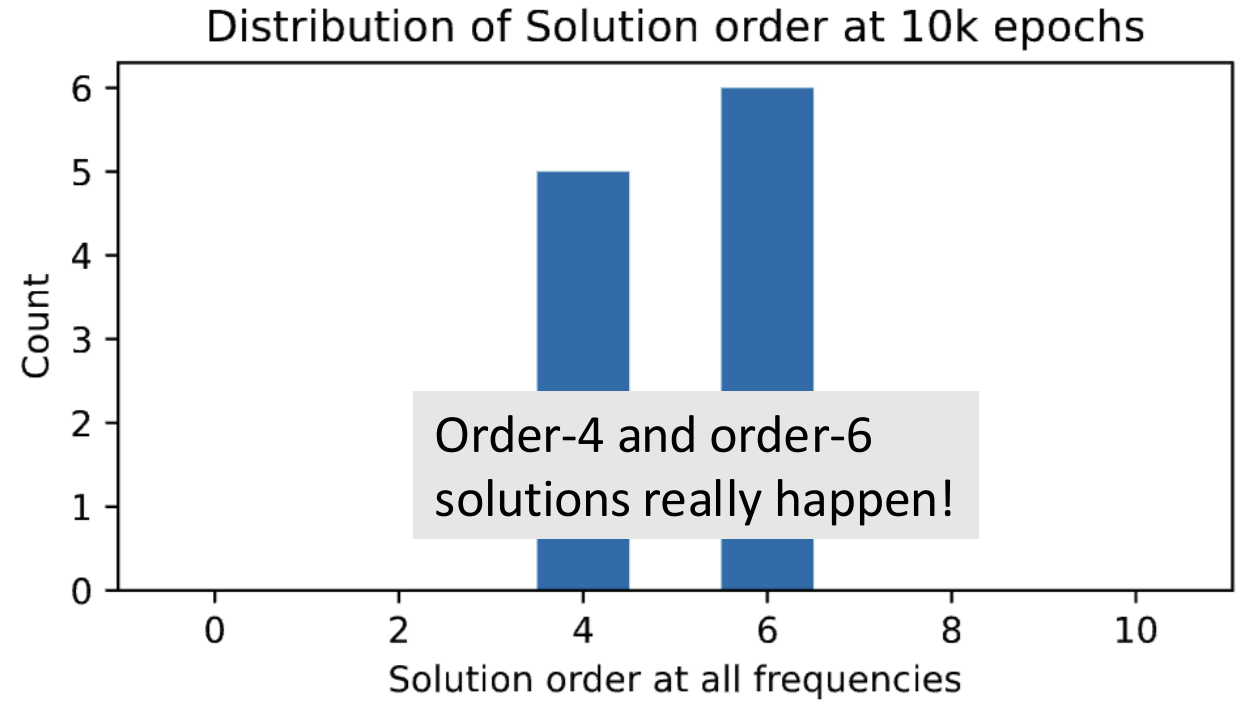 Distribution of Solution order at 10k epochs
6
5
4
3
2
1
0
Count
Order-4 and order-6
solutions really happen!
0 2 4 6 8 10
Solution order at all frequencies